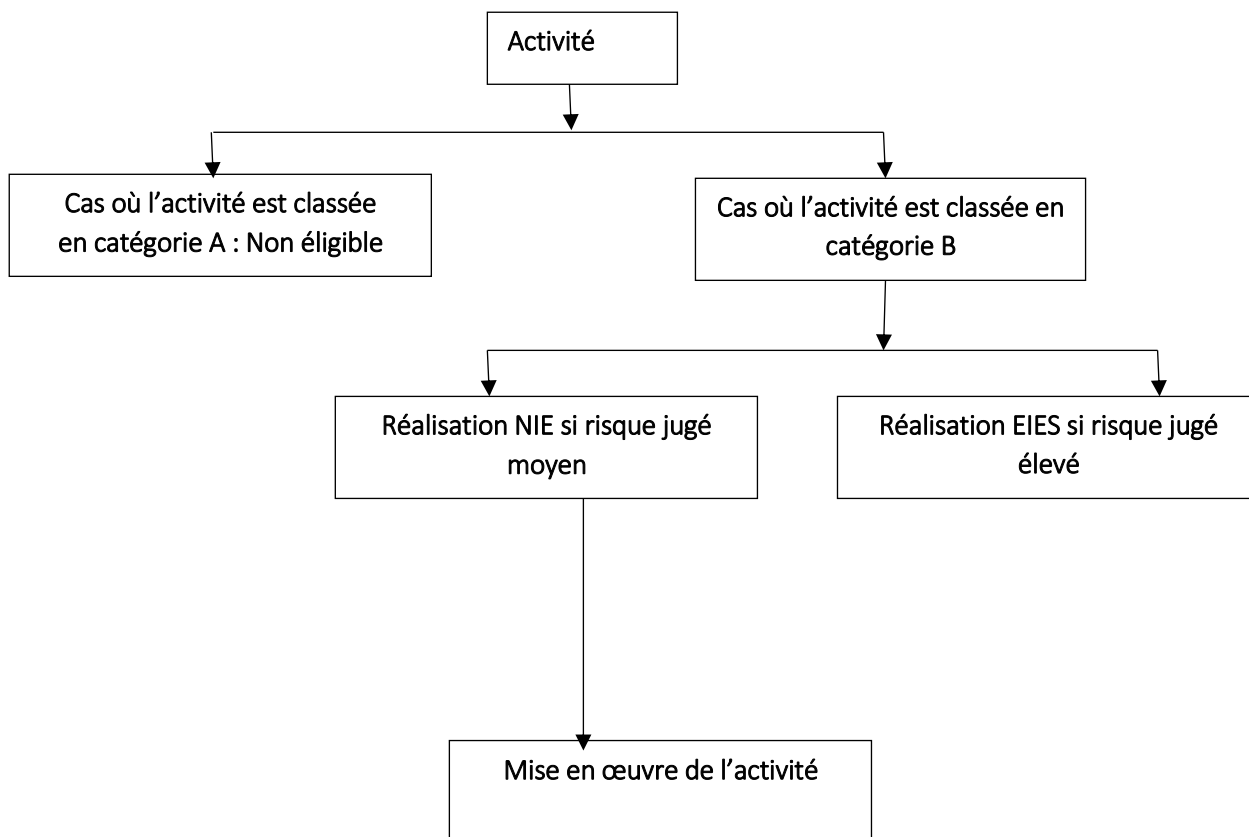 Activité
Cas où l’activité est classée
en catégorie A : Non éligible
Cas où l’activité est classée en
catégorie B
Réalisation NIE si risque jugé
moyen
Réalisation EIES si risque jugé
élevé
Mise en œuvre de l’activité